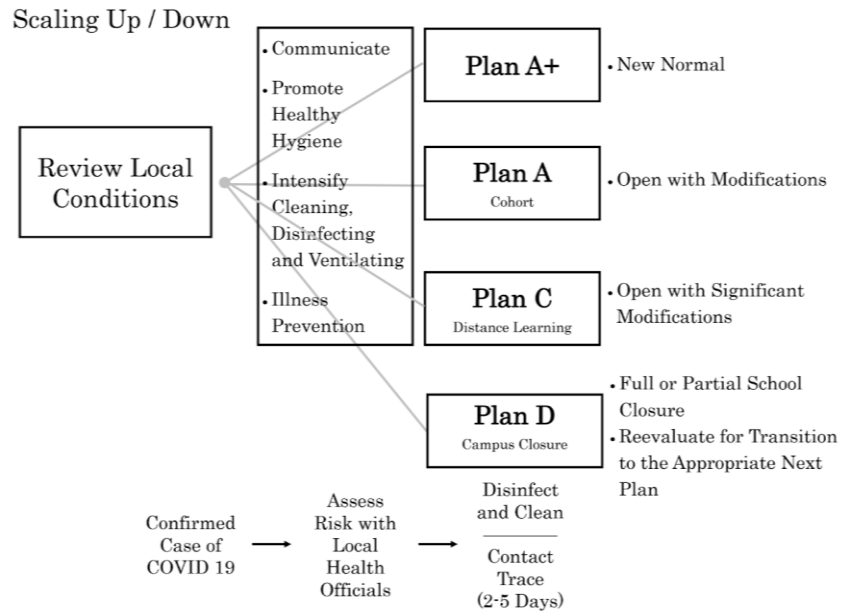 Scaling Up / Down
Review Local
Conditions
• Communicate
• Promote
Healthy
Hygiene
• Intensify
Cleaning,
Disinfecting
and Ventilating
• Illness
Prevention
Plan A+
• New Normal
Plan A
Cohort
• Open with Modifications
Plan C
Distance Learning
• Open with Significant
Modifications
Plan D
Campus Closure
• Full or Partial School
Closure
• Reevaluate for Transition
to the Appropriate Next
Plan
Confirmed
Case of
COVID 19
Assess
Risk with
Local
Health
Officials
Disinfect
and Clean
Contact
Trace
(2-5 Days)